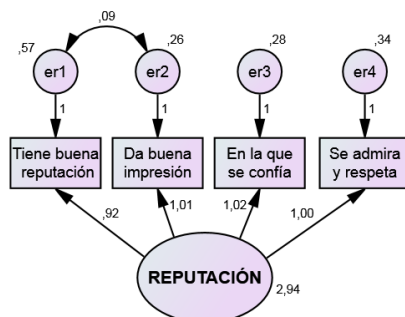 ,09
,57
,26
,28
,34
er1
er2
er3
er4
1
1
1
1
Tiene buena
reputación
Da buena
impresión
En la que
se confía
Se admira
y respeta
,92
1,01
1,02
1,00
REPUTACIÓN
2,94